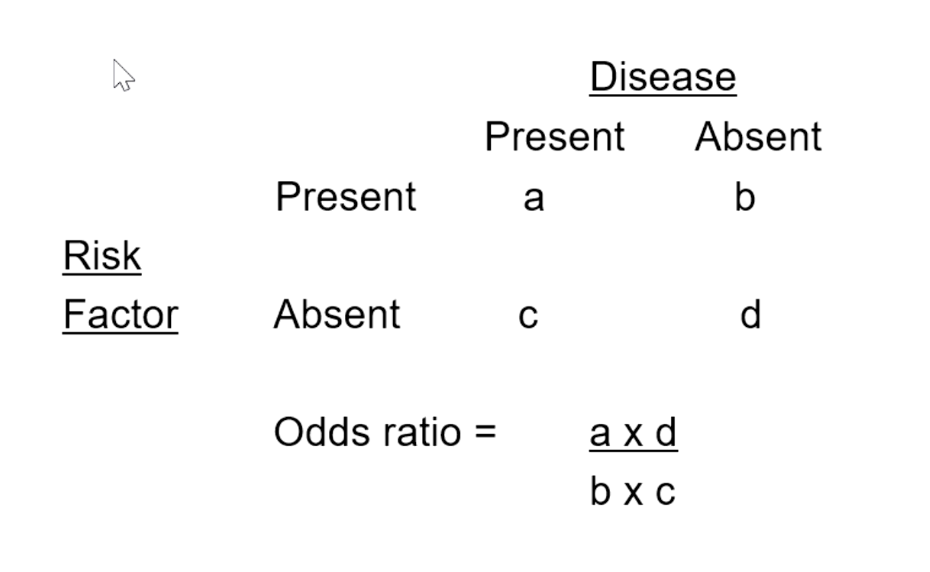 Disease
Present Absent
Present a b
Risk
Factor Absent c d
Odds ratio = a x d
b x c